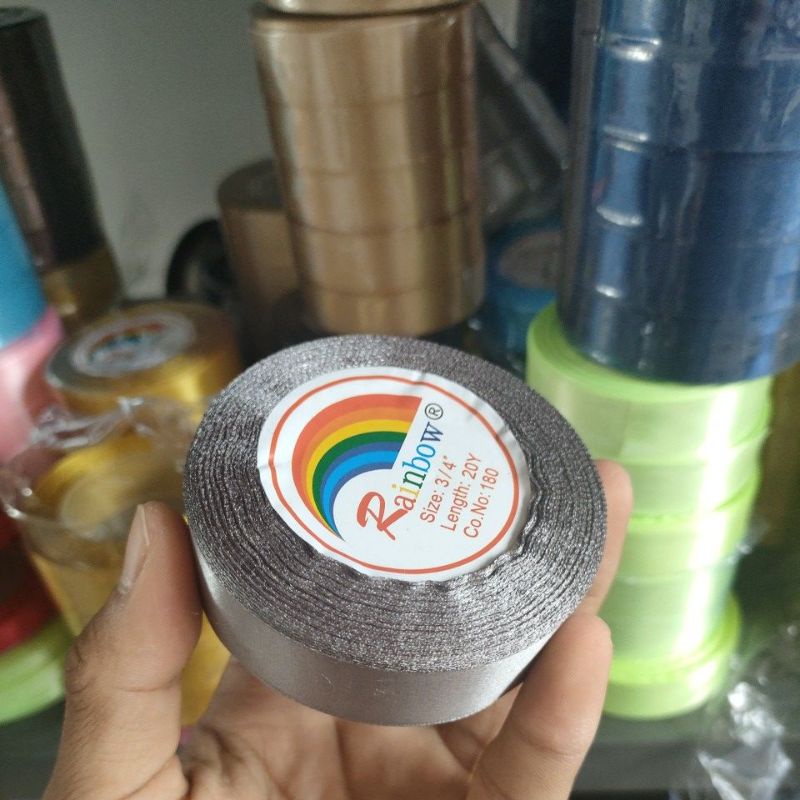 Rainbow®
Size: 3/4"
Length: 20Y
Co.No: 180